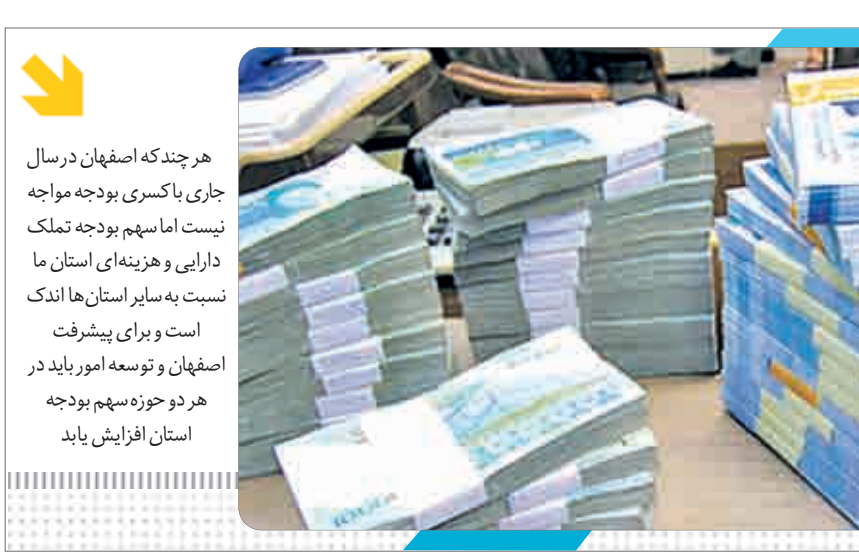 هر چند که اصفهان در سال
جاری با کسری بودجه مواجه
نیست اما سهم بودجه تملک
دارایی و هزینه‌ای استان ما
نسبت به سایر استان‌ها اندک
است و برای پیشرفت
اصفهان و توسعه امور باید در
هر دو حوزه سهم بودجه
استان افزایش یابد